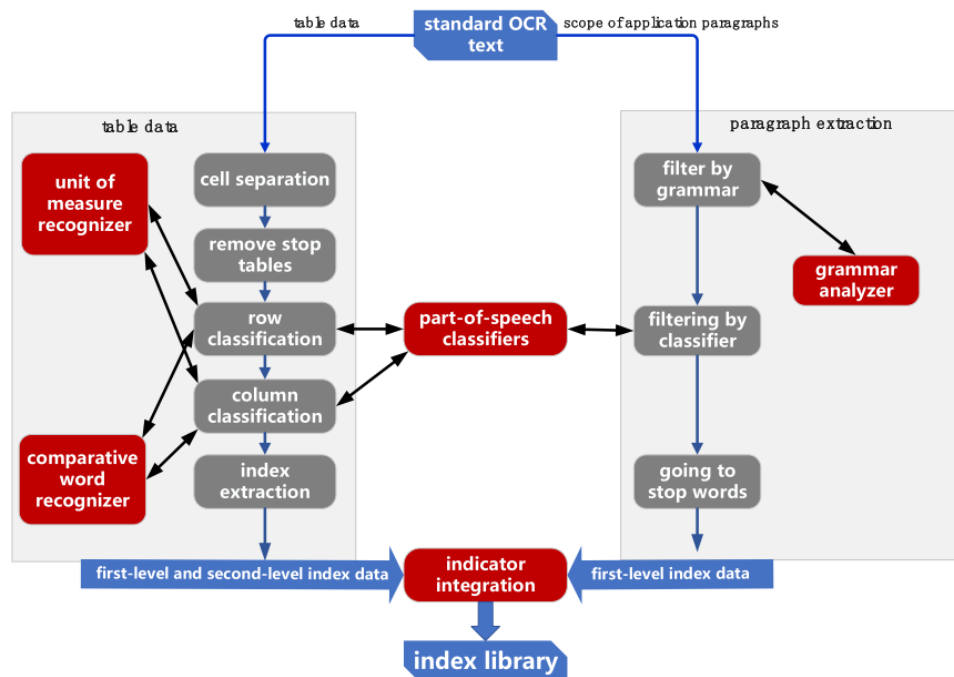 table data
standard OCR
text
scope of application paragraphs
table data
paragraph extraction
unit of
measure
recognizer
cell separation
filter by
grammar
remove stop
tables
grammar
analyzer
row
classification
part-of-speech
classifiers
filtering by
classifier
column
classification
comparative
word
recognizer
index
extraction
going to
stop words
first-level and second-level index data
indicator
integration
first-level index data
index library